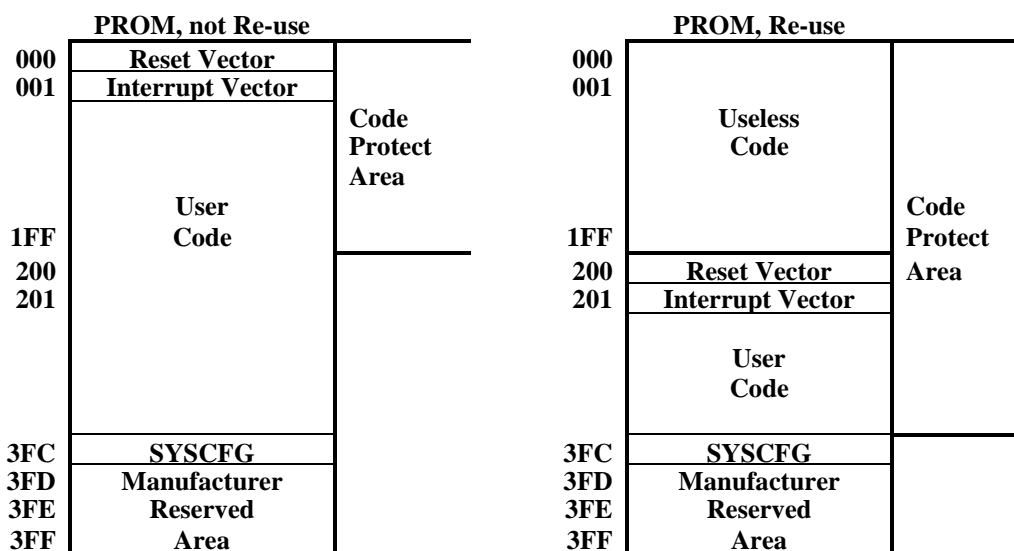 PROM, not Re-use
000 Reset Vector
001 Interrupt Vector
Code
Protect
Area
User
1FF Code
200
201
3FC SYSCFG
3FD Manufacturer
3FE Reserved
3FF Area
PROM, Re-use
000
001
Useless
Code
Code
1FF Protect
200 Reset Vector Area
201 Interrupt Vector
User
Code
3FC SYSCFG
3FD Manufacturer
3FE Reserved
3FF Area